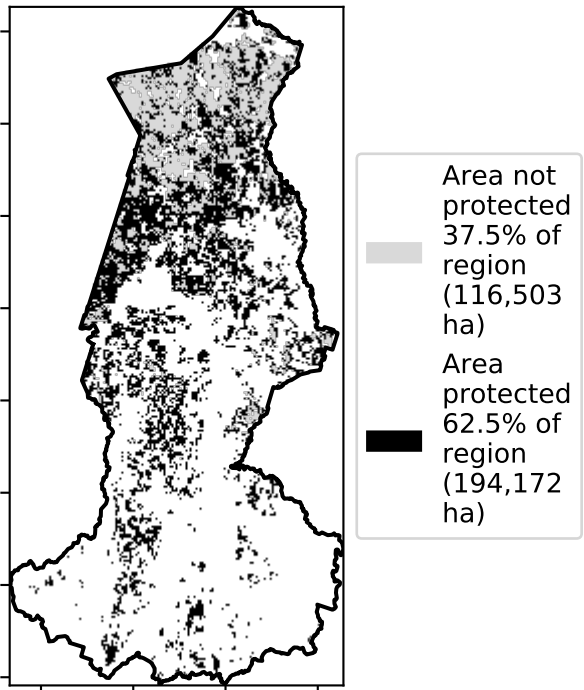 Area not
protected
37.5% of
region
(116,503
ha)
Area
protected
62.5% of
region
(194,172
ha)